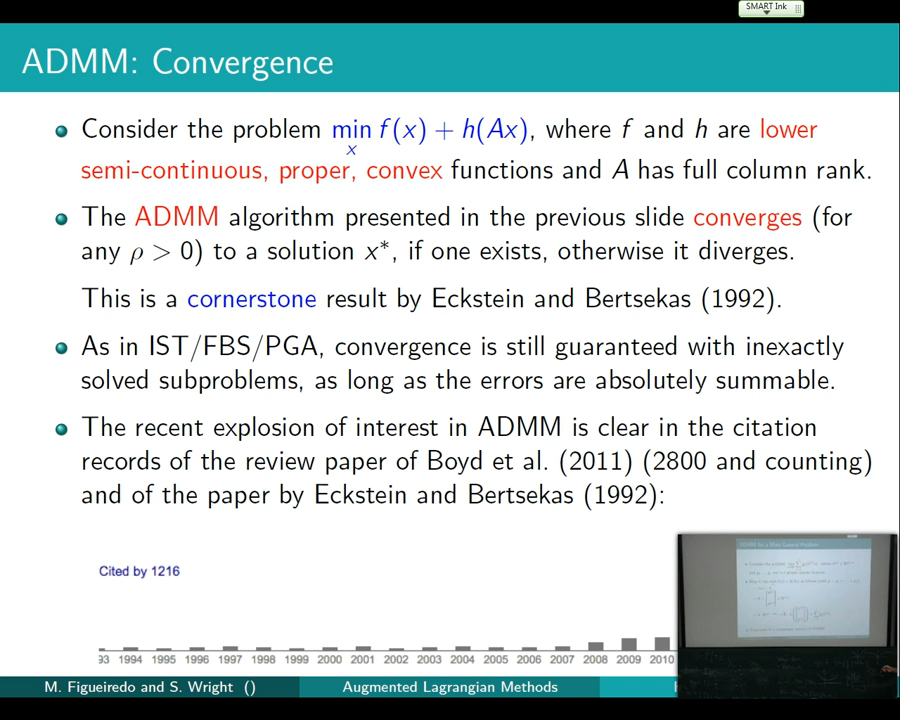 SMART Ink
ADMM: Convergence
Consider the problem min f(x) + h(Ax), where f and h are lower
x
semi-continuous, proper, convex functions and A has full column rank.
The ADMM algorithm presented in the previous slide converges (for
any ρ > 0) to a solution x*, if one exists, otherwise it diverges.
This is a cornerstone result by Eckstein and Bertsekas (1992).
As in IST/FBS/PGA, convergence is still guaranteed with inexactly
solved subproblems, as long as the errors are absolutely summable.
The recent explosion of interest in ADMM is clear in the citation
records of the review paper of Boyd et al. (2011) (2800 and counting)
and of the paper by Eckstein and Bertsekas (1992):
Cited by 1216
93 1994 1995 1996 1997 1998 1999 2000 2001 2002 2003 2004 2005 2006 2007 2008 2009 2010
M. Figueiredo and S. Wright () Augmented Lagrangian Methods